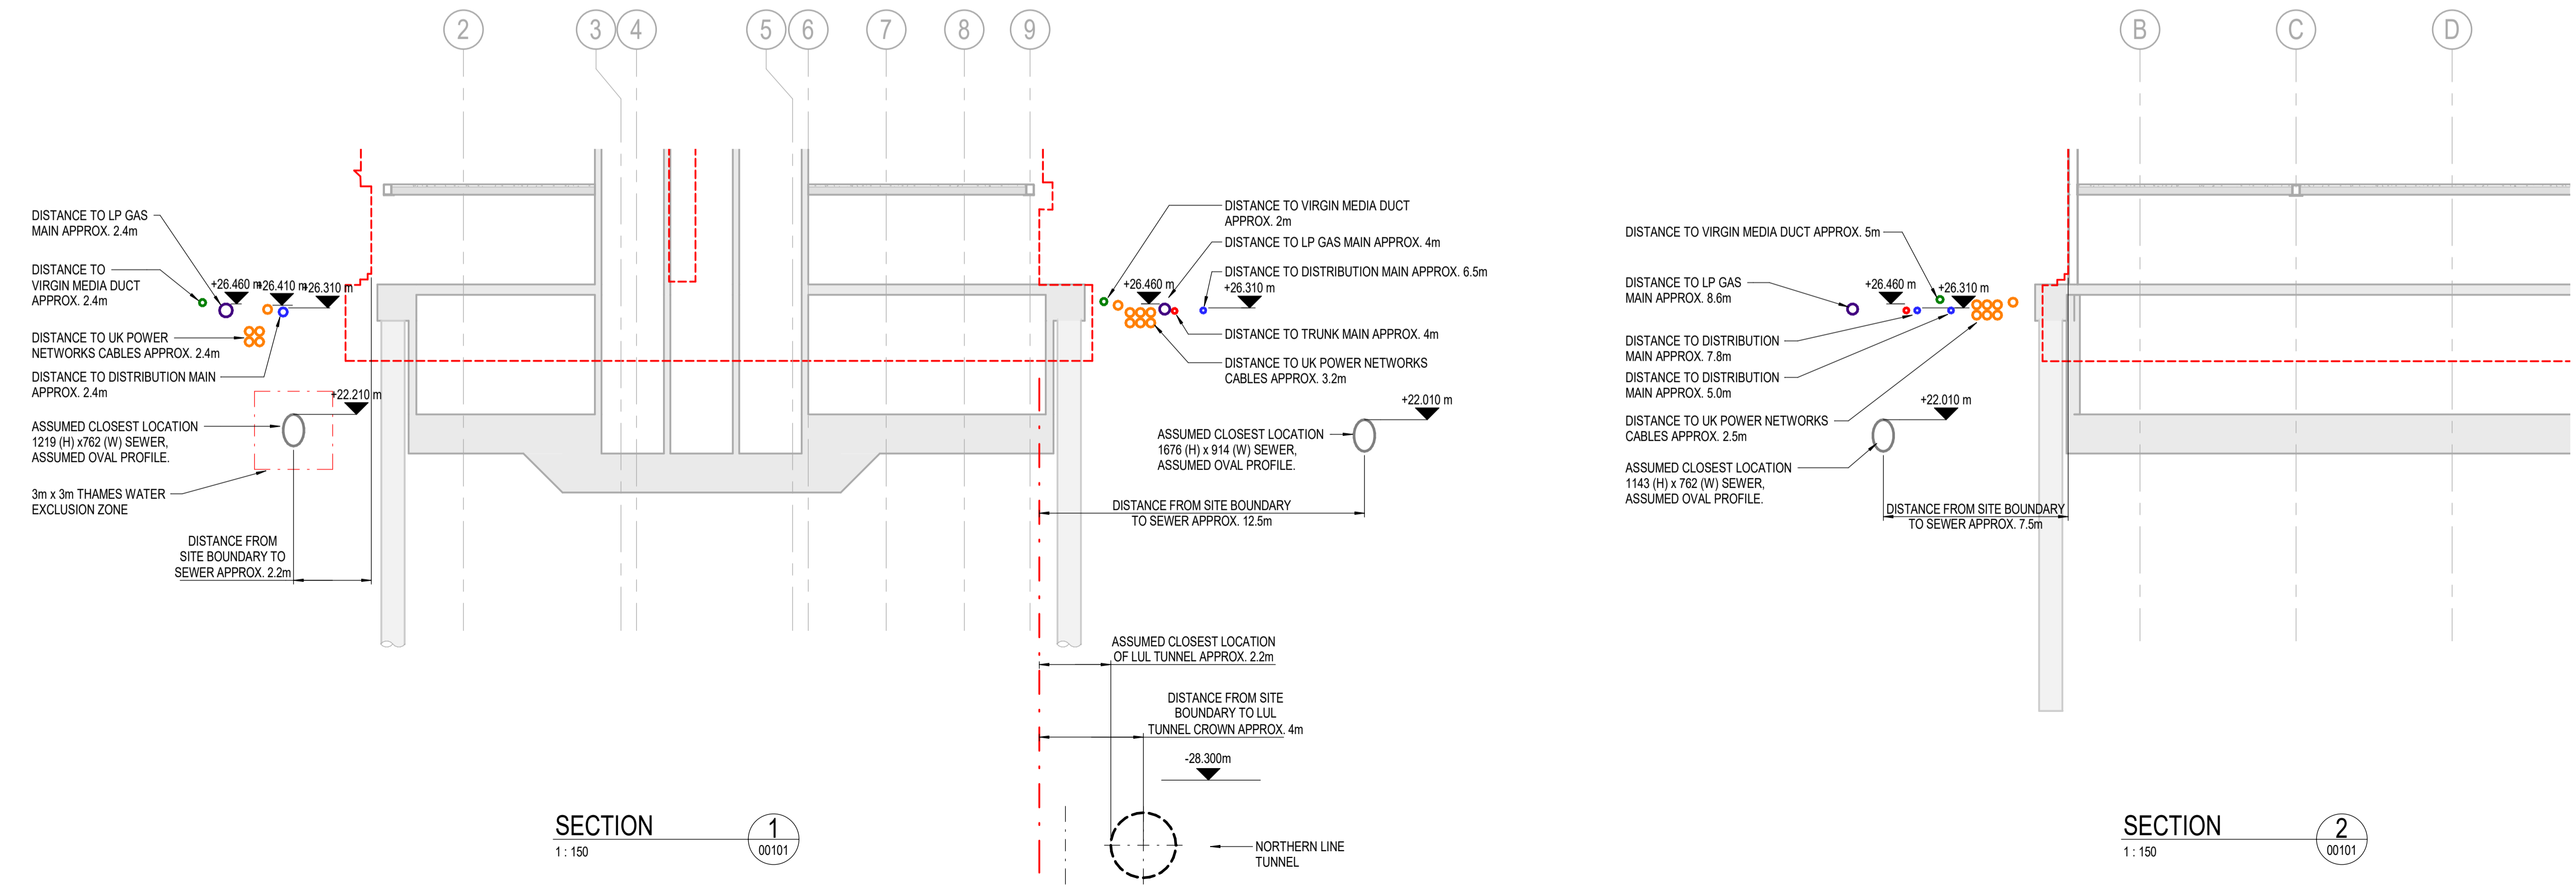 2
3
4
5
6
7
8
9
B
C
D
DISTANCE TO LP GAS
MAIN APPROX. 2.4m
DISTANCE TO
VIRGIN MEDIA DUCT
APPROX. 2.4m
+26.460 m
+26.410 m
+26.310 m
DISTANCE TO UK POWER
NETWORKS CABLES APPROX. 2.4m
DISTANCE TO DISTRIBUTION MAIN
APPROX. 2.4m
+22.210 m
ASSUMED CLOSEST LOCATION
1219 (H) x762 (W) SEWER,
ASSUMED OVAL PROFILE.
3m x 3m THAMES WATER
EXCLUSION ZONE
DISTANCE FROM
SITE BOUNDARY TO
SEWER APPROX. 2.2m
DISTANCE TO VIRGIN MEDIA DUCT
APPROX. 2m
DISTANCE TO LP GAS MAIN APPROX. 4m
DISTANCE TO DISTRIBUTION MAIN APPROX. 6.5m
+26.460 m
+26.310 m
DISTANCE TO TRUNK MAIN APPROX. 4m
DISTANCE TO UK POWER NETWORKS
CABLES APPROX. 3.2m
+22.010 m
ASSUMED CLOSEST LOCATION
1676 (H) x 914 (W) SEWER,
ASSUMED OVAL PROFILE.
DISTANCE FROM SITE BOUNDARY
TO SEWER APPROX. 12.5m
ASSUMED CLOSEST LOCATION
OF LUL TUNNEL APPROX. 2.2m
DISTANCE FROM SITE
BOUNDARY TO LUL
TUNNEL CROWN APPROX. 4m
-28.300m
NORTHERN LINE
TUNNEL
SECTION
1 : 150
1
00101
DISTANCE TO VIRGIN MEDIA DUCT APPROX. 5m
DISTANCE TO LP GAS
MAIN APPROX. 8.6m
+26.460 m
+26.310 m
DISTANCE TO DISTRIBUTION
MAIN APPROX. 7.8m
DISTANCE TO DISTRIBUTION
MAIN APPROX. 5.0m
+22.010 m
DISTANCE TO UK POWER NETWORKS
CABLES APPROX. 2.5m
ASSUMED CLOSEST LOCATION
1143 (H) x 762 (W) SEWER,
ASSUMED OVAL PROFILE.
DISTANCE FROM SITE BOUNDARY
TO SEWER APPROX. 7.5m
SECTION
1 : 150
2
00101